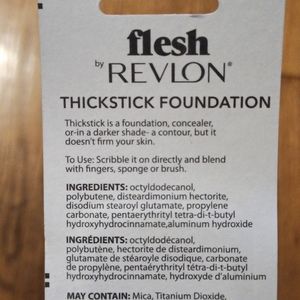 flesh
by REVLON®
THICKSTICK FOUNDATION
Thickstick is a foundation, concealer,
or-in a darker shade- a contour, but it
doesn't firm your skin.
To Use: Scribble it on directly and blend
with fingers, sponge or brush.
INGREDIENTS: octyldodecanol,
polybutene, disteardimonium hectorite,
disodium stearoyl glutamate, propylene
carbonate, pentaerythrityl tetra-di-t-butyl
hydroxyhydrocinnamate,aluminum hydroxide
INGRÉDIENTS: octyldodécanol,
polybutène, hectorite de disteardimonium,
glutamate de stéaroyle disodique, carbonate
de propylène, pentaérythrityl tétra-di-t-butyl
hydroxyhydrocinnamate, hydroxyde d'aluminium
MAY CONTAIN: Mica, Titanium Dioxide,